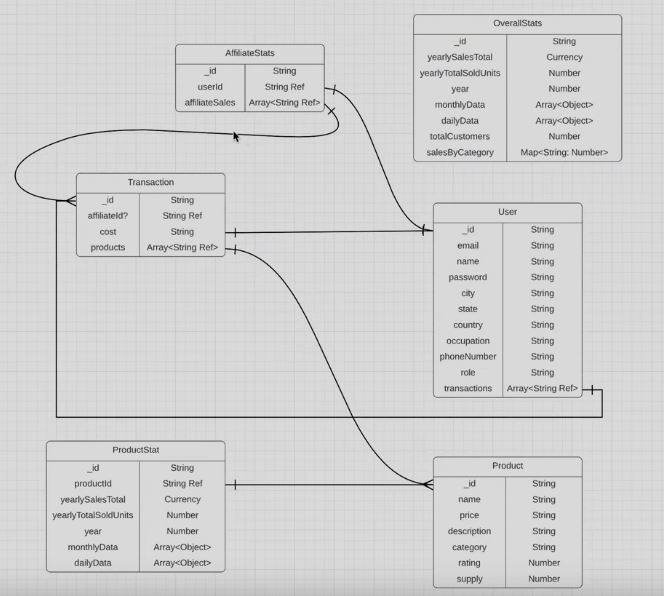 OverallStats
_id String
yearlySalesTotal Currency
yearlyTotalSoldUnits Number
year Number
monthlyData Array<Object>
dailyData Array<Object>
totalCustomers Number
salesByCategory Map<String: Number>
AffiliateStats
_id String
userId String Ref
affiliateSales Array<String Ref>
Transaction
_id String
affiliateId? String Ref
cost String
products Array<String Ref>
User
_id String
email String
name String
password String
city String
state String
country String
occupation String
phoneNumber String
role String
transactions Array<String Ref>
ProductStat
_id String
productId String Ref
yearlySalesTotal Currency
yearlyTotalSoldUnits Number
year Number
monthlyData Array<Object>
dailyData Array<Object>
Product
_id String
name String
price String
description String
category String
rating Number
supply Number